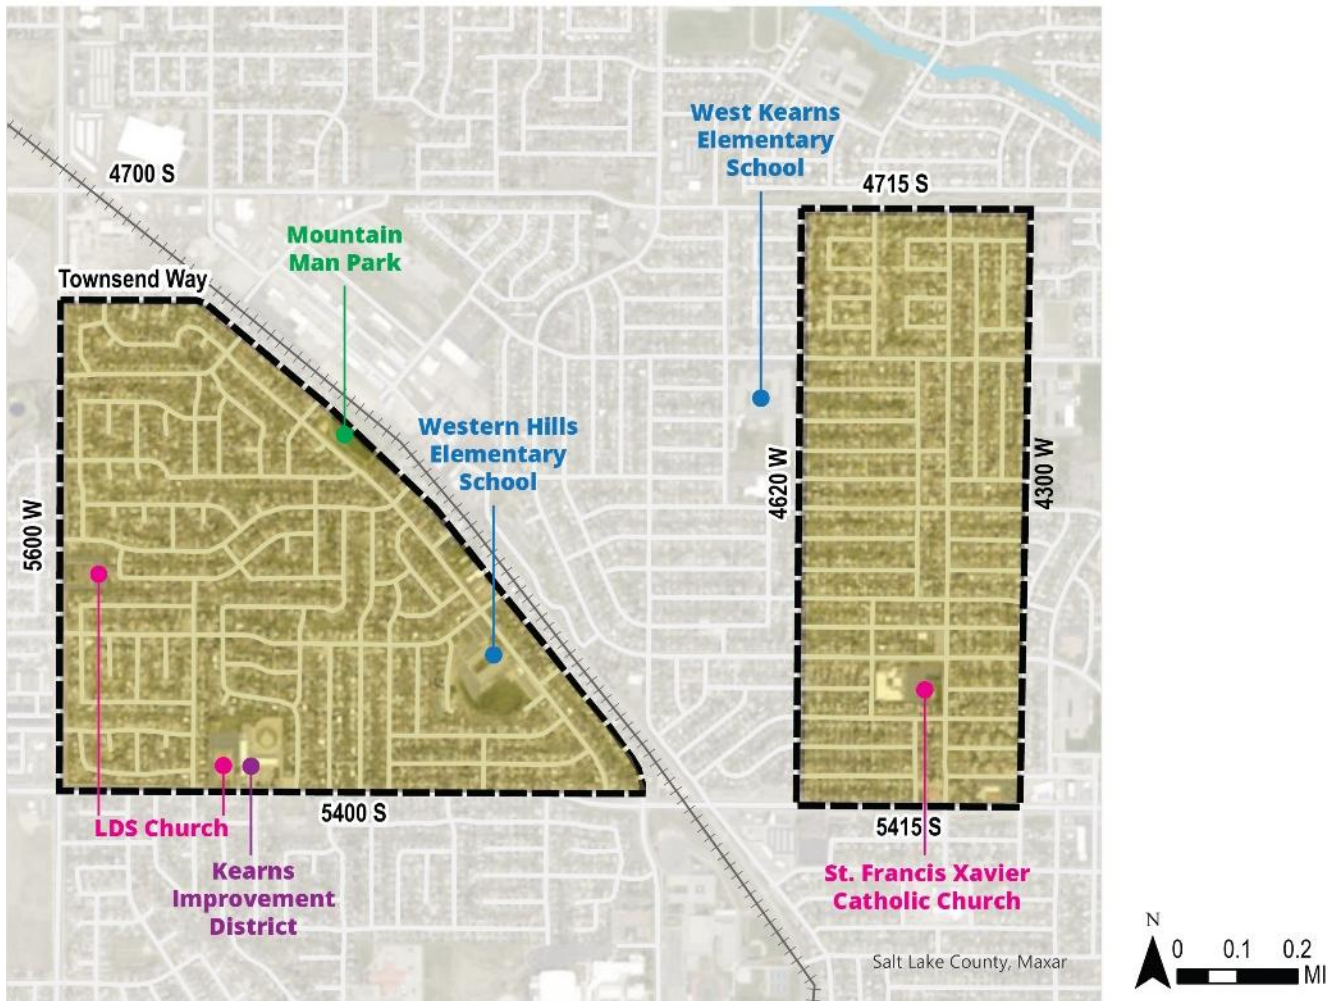 West Kearns
Elementary
School
4700 S
4715 S
Mountain
Man Park
Townsend Way
Western Hills
Elementary
School
5600 W
4620 W
4300 W
5400 S
5415 S
LDS Church
Kearns
Improvement
District
St. Francis Xavier
Catholic Church
Salt Lake County, Maxar
N
0 0.1 0.2
MI